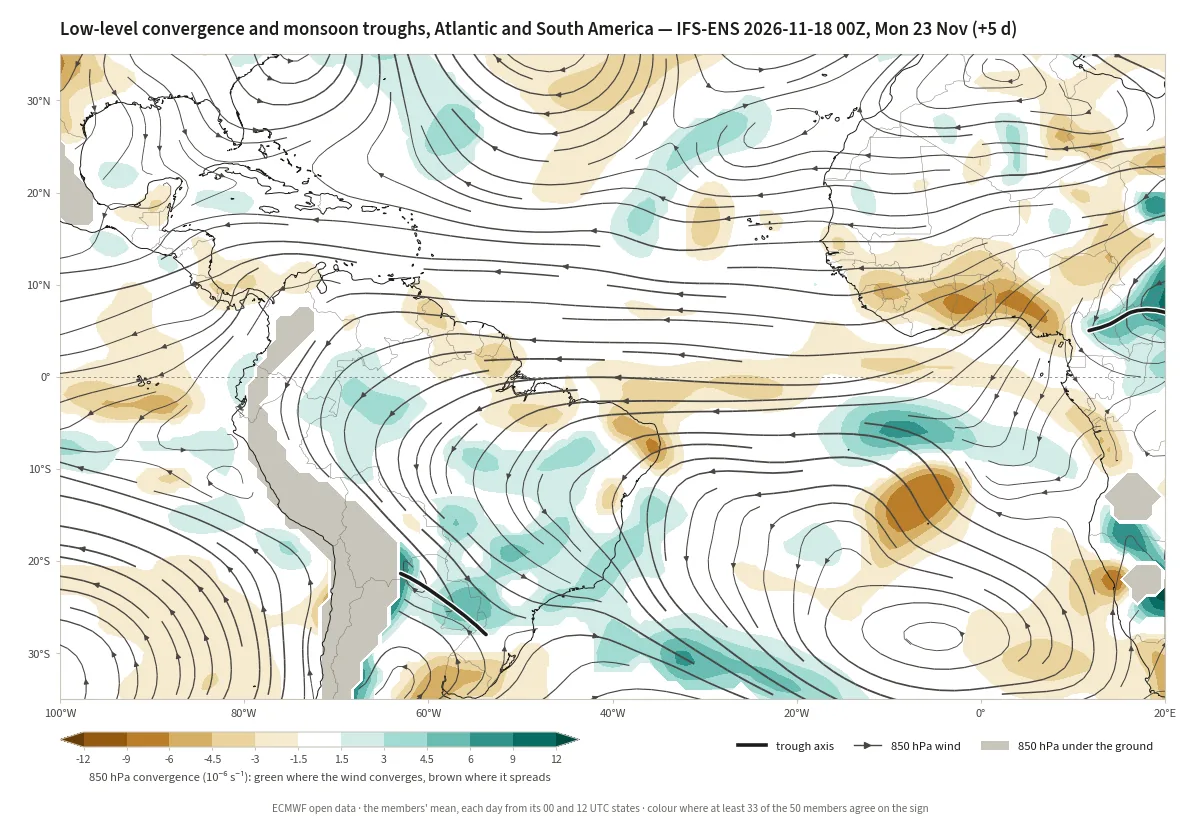 Low-level convergence and monsoon troughs, Atlantic and South America — IFS-ENS 2026-11-18 00Z, Mon 23 Nov (+5 d)
30°N
20°N
10°N
0°
10°S
20°S
30°S
100°W 80°W 60°W 40°W 20°W 0° 20°E
-12 -9 -6 -4.5 -3 -1.5 1.5 3 4.5 6 9 12
850 hPa convergence (10⁻⁶ s⁻¹): green where the wind converges, brown where it spreads
trough axis 850 hPa wind 850 hPa under the ground
ECMWF open data · the members' mean, each day from its 00 and 12 UTC states · colour where at least 33 of the 50 members agree on the sign